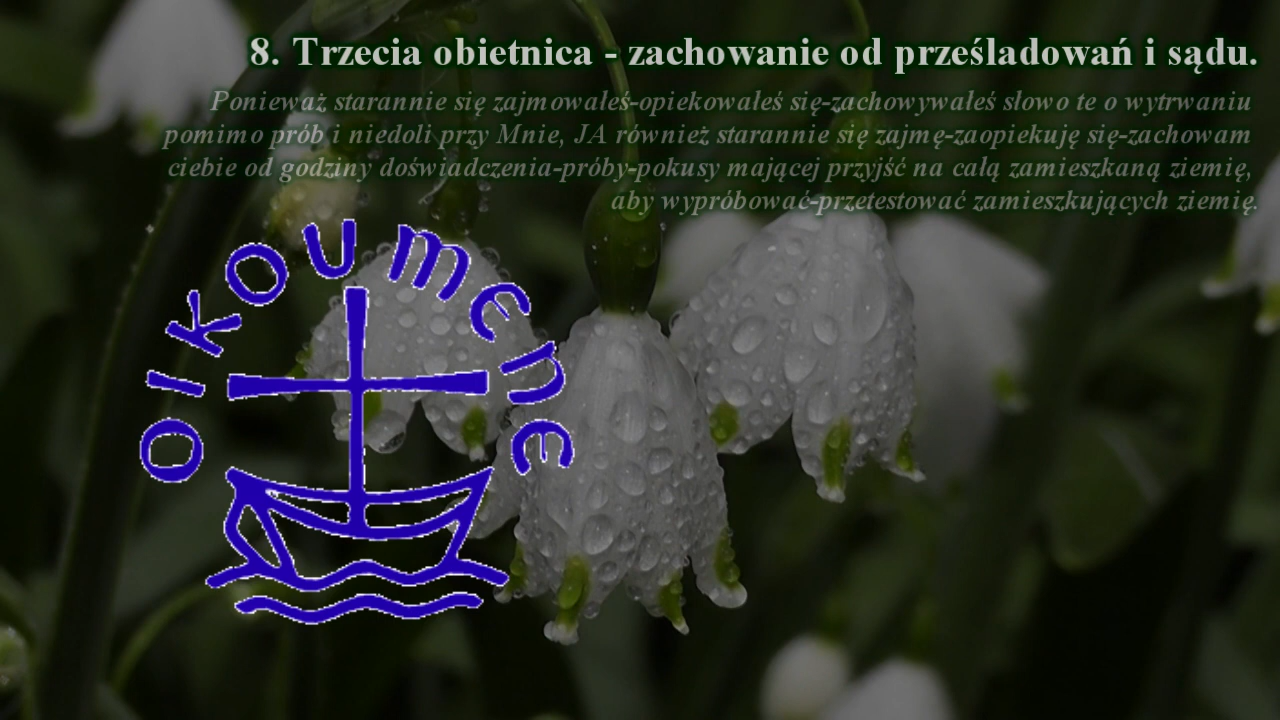 8. Trzecia obietnica - zachowanie od prześladowań i sądu.
Ponieważ starannie się zajmowałeś-opiekowałeś się-zachowywałeś słowo te o wytrwaniu
pomimo prób i niedoli przy Mnie, JA również starannie się zajmę-zaopiekuję się-zachowam
ciebie od godziny doświadczenia-próby-pokusy mającej przyjść na całą zamieszkaną ziemię,
aby wypróbować-przetestować zamieszkujących ziemię.
OIKOUMENE